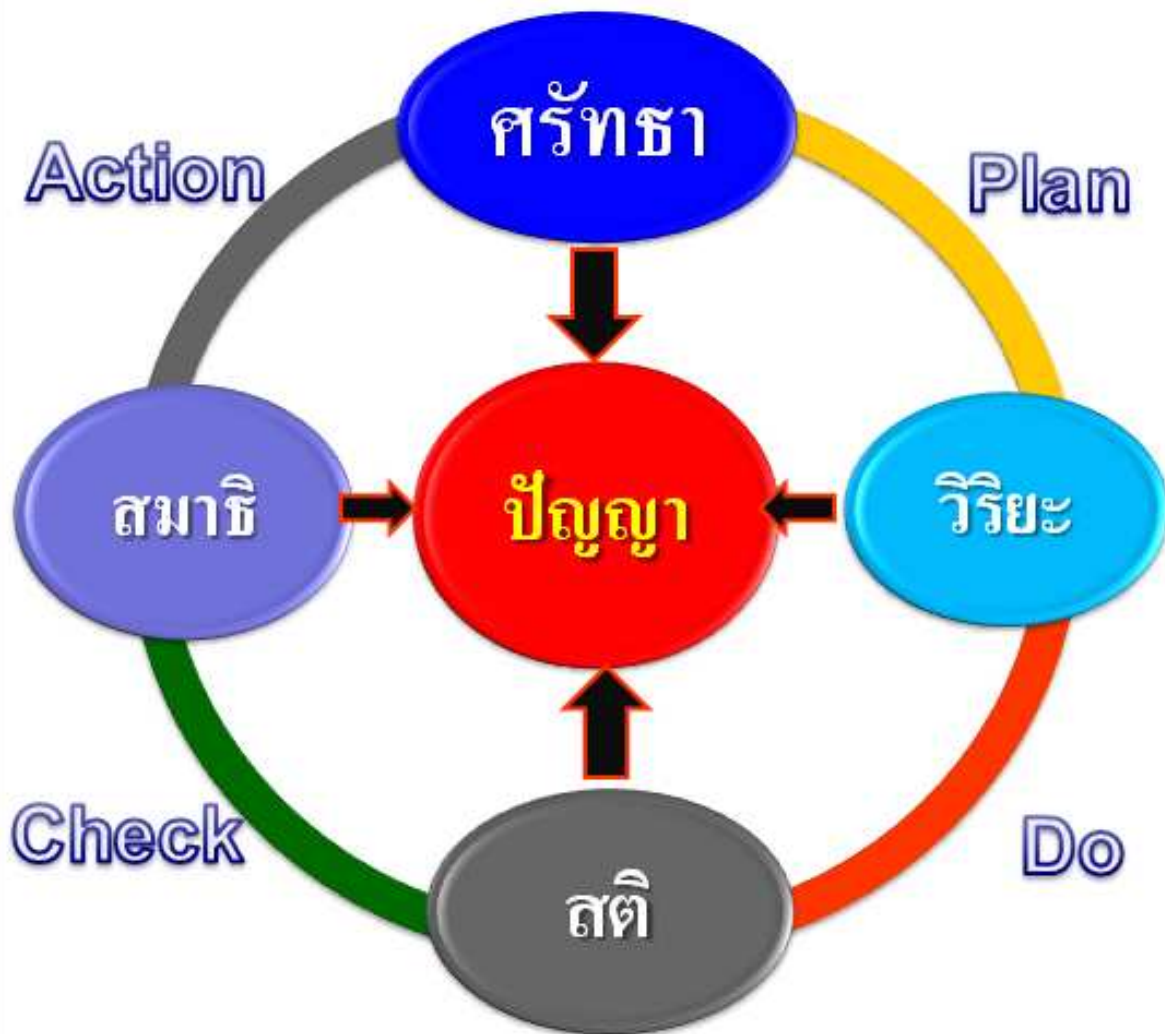 ศรัทธา
Action
Plan
สมาธิ
ปัญญา
วิริยะ
Check
Do
สติ